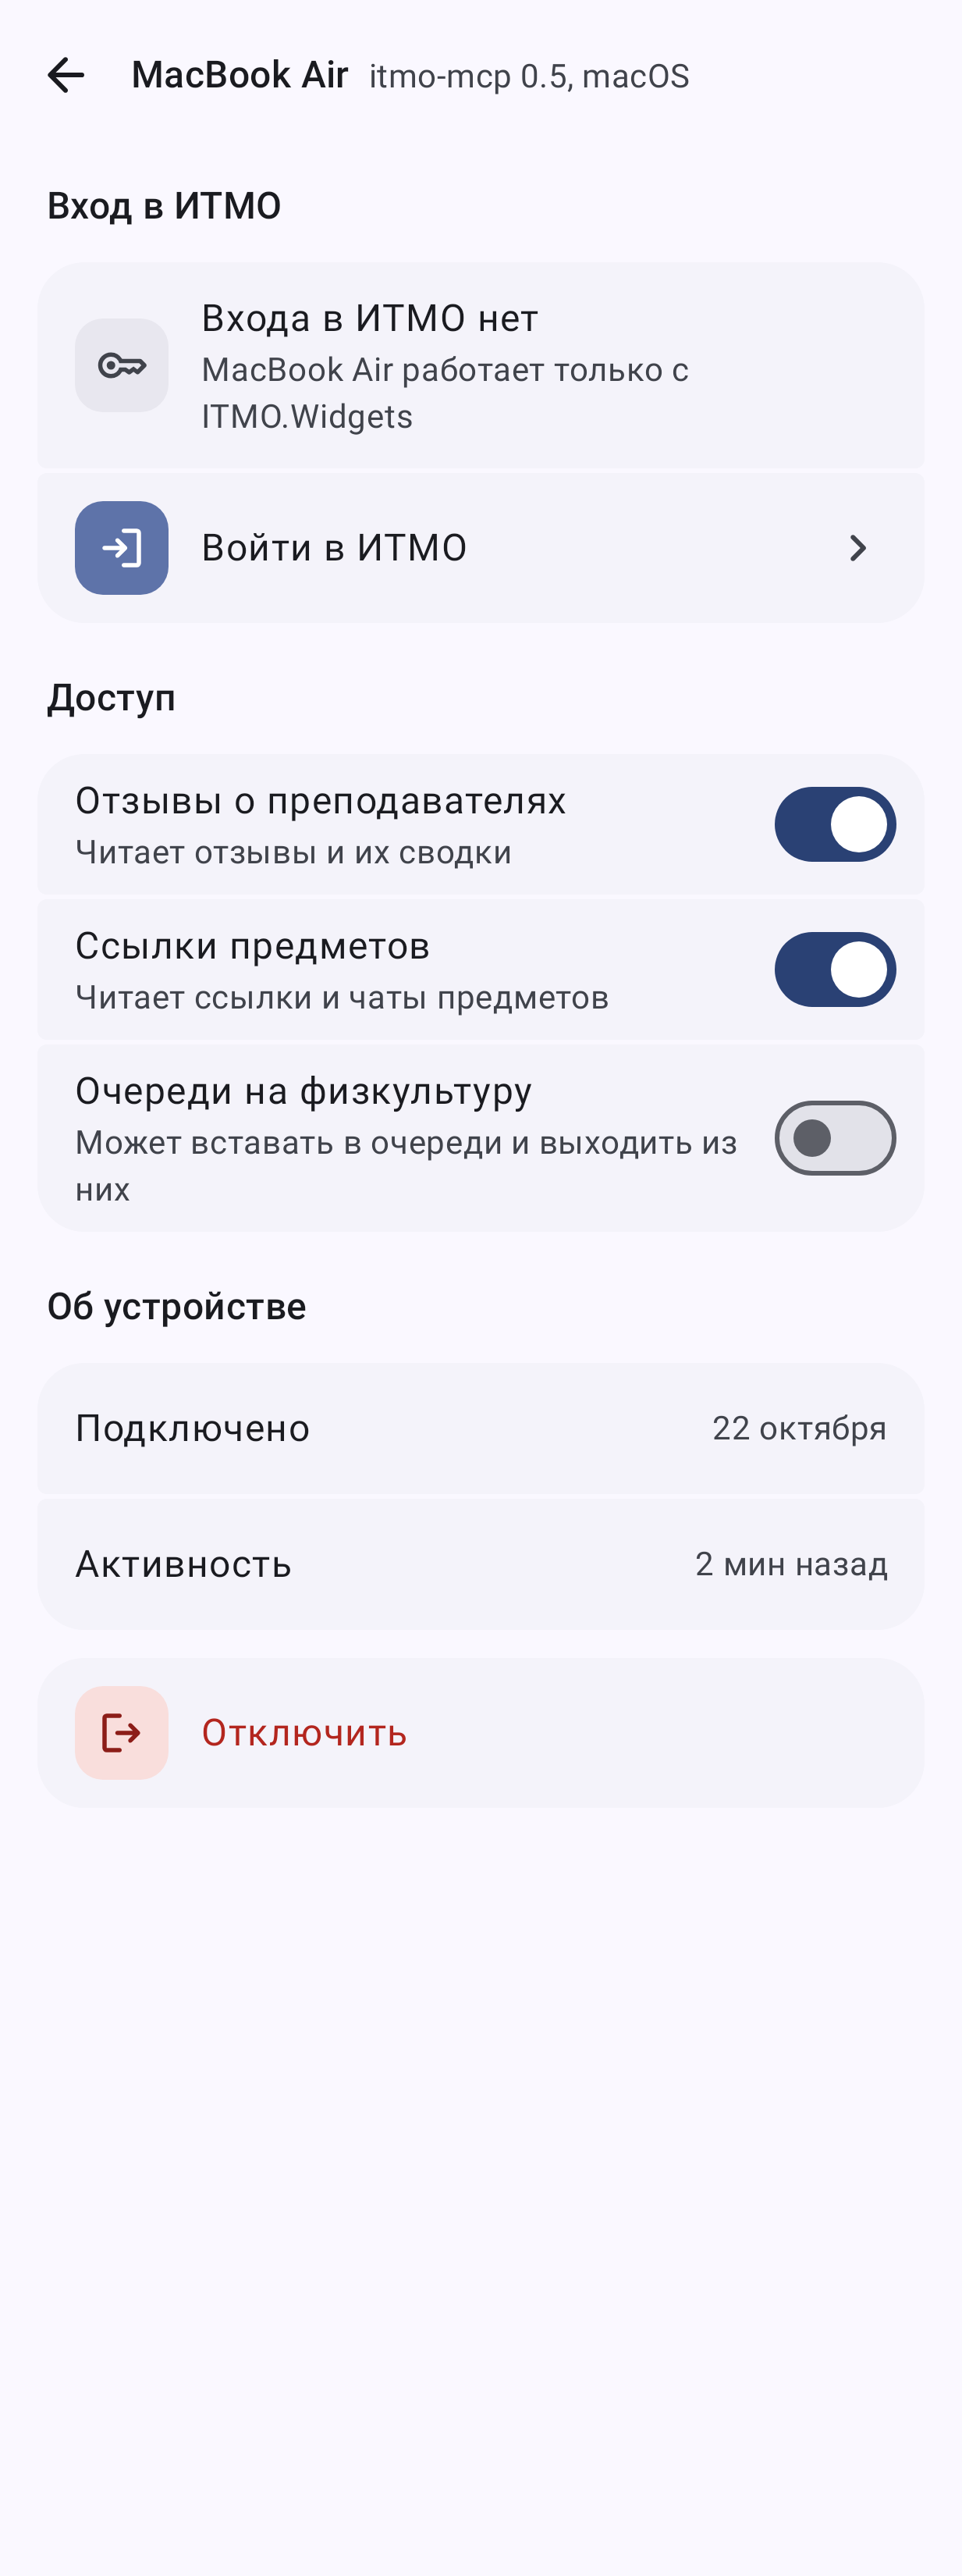 MacBook Air itmo-mcp 0.5, macOS
Вход в ИТМО
Входа в ИТМО нет
MacBook Air работает только с
ITMO.Widgets
Войти в ИТМО
Доступ
Отзывы о преподавателях
Читает отзывы и их сводки
Ссылки предметов
Читает ссылки и чаты предметов
Очереди на физкультуру
Может вставать в очереди и выходить из
них
Об устройстве
Подключено 22 октября
Активность 2 мин назад
Отключить